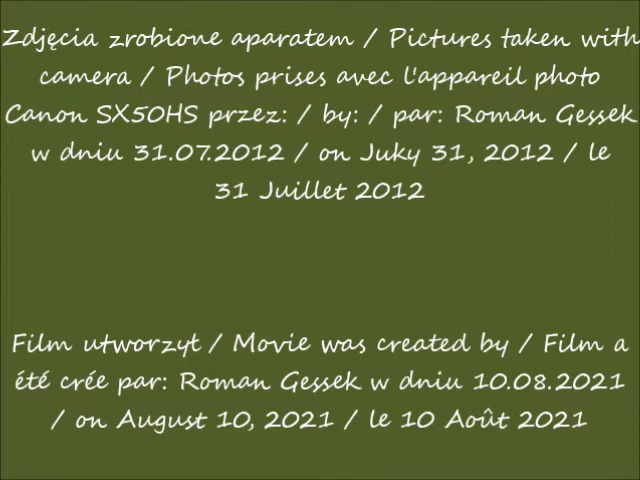 Zdjęcia zrobione aparatem / Pictures taken with
camera / Photos prises avec l'appareil photo
Canon SX50HS przez: / by: / par: Roman Gessek
w dniu 31.07.2012 / on Juky 31, 2012 / le
31 Juillet 2012
Film utworzył / Movie was created by / Film a
été crée par: Roman Gessek w dniu 10.08.2021
/ on August 10, 2021 / le 10 Août 2021